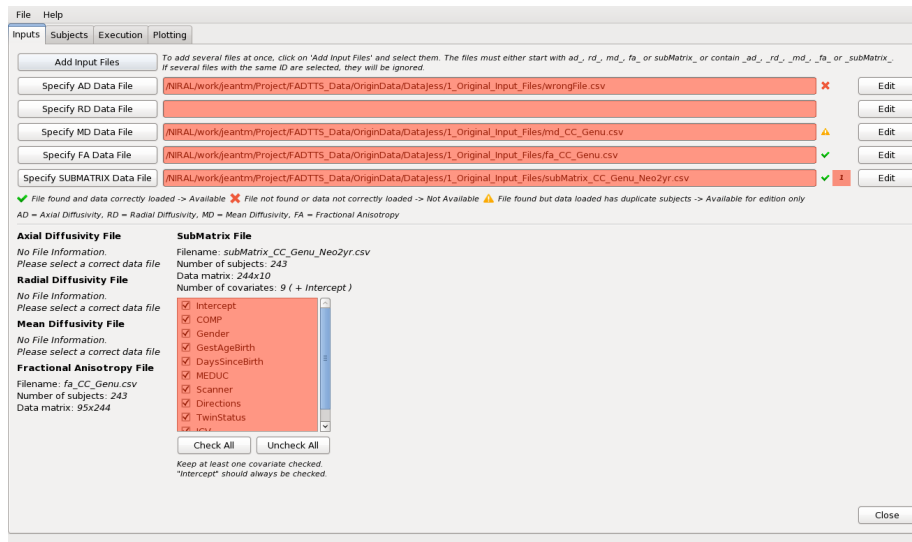 File Help
Inputs Subjects Execution Plotting
Add Input Files
To add several files at once, click on 'Add Input Files' and select them. The files must either start with ad_, rd_, md_, fa_ or subMatrix_ or contain _ad_, _rd_, _md_, _fa_ or _subMatrix_.
If several files with the same ID are selected, they will be ignored.
Specify AD Data File /NIRAL/work/jeantm/Project/FADTTS_Data/OriginData/DataJess/1_Original_Input_Files/wrongFile.csv Edit
Specify RD Data File Edit
Specify MD Data File /NIRAL/work/jeantm/Project/FADTTS_Data/OriginData/DataJess/1_Original_Input_Files/md_CC_Genu.csv Edit
Specify FA Data File /NIRAL/work/jeantm/Project/FADTTS_Data/OriginData/DataJess/1_Original_Input_Files/fa_CC_Genu.csv Edit
Specify SUBMATRIX Data File /NIRAL/work/jeantm/Project/FADTTS_Data/OriginData/DataJess/1_Original_Input_Files/subMatrix_CC_Genu_Neo2yr.csv 1 Edit
File found and data correctly loaded -> Available File not found or data not correctly loaded -> Not Available File found but data loaded has duplicate subjects -> Available for edition only
AD = Axial Diffusivity, RD = Radial Diffusivity, MD = Mean Diffusivity, FA = Fractional Anisotropy
Axial Diffusivity File
No File Information.
Please select a correct data file
Radial Diffusivity File
No File Information.
Please select a correct data file
Mean Diffusivity File
No File Information.
Please select a correct data file
Fractional Anisotropy File
Filename: fa_CC_Genu.csv
Number of subjects: 243
Data matrix: 95x244
SubMatrix File
Filename: subMatrix_CC_Genu_Neo2yr.csv
Number of subjects: 243
Data matrix: 244x10
Number of covariates: 9 ( + Intercept )
Intercept
COMP
Gender
GestAgeBirth
DaysSinceBirth
MEDUC
Scanner
Directions
TwinStatus
Check All Uncheck All
Keep at least one covariate checked.
"Intercept" should always be checked.
Close